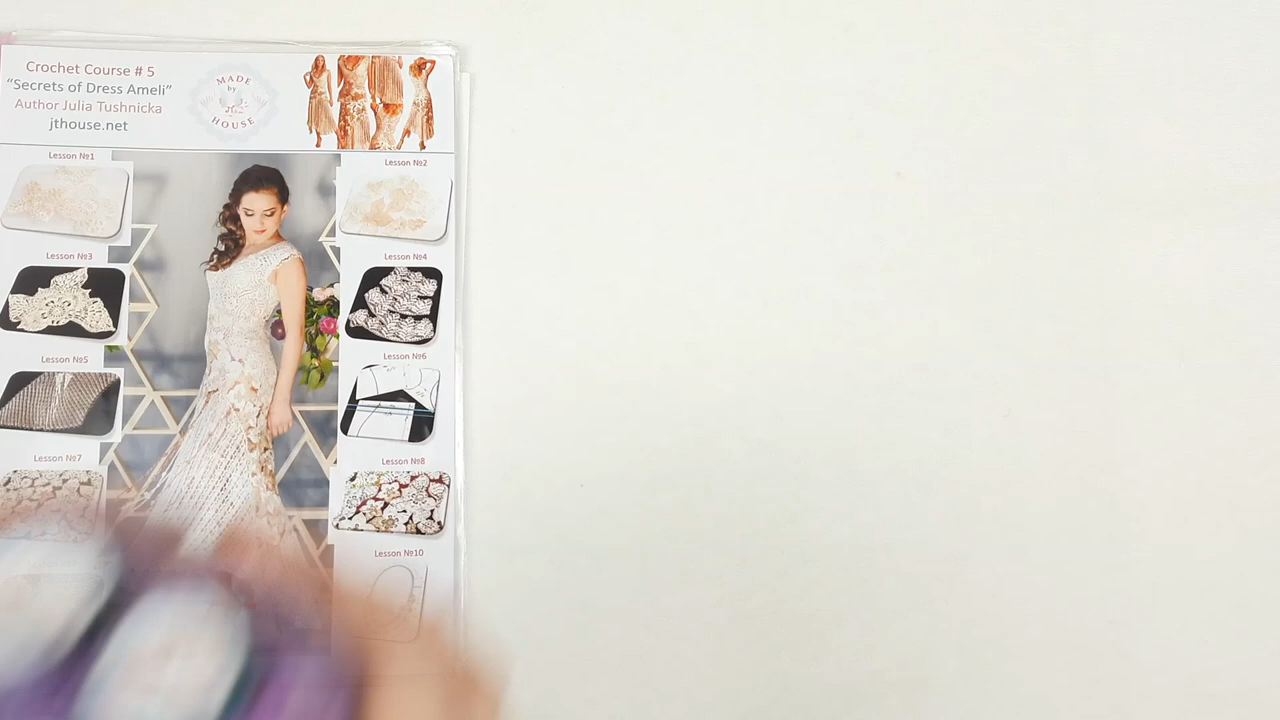 Crochet Course # 5
“Secrets of Dress Ameli”
Author Julia Tushnicka
jthouse.net
MADE
by
HOUSE
Lesson №1
Lesson №2
Lesson №3
Lesson №4
Lesson №5
Lesson №6
Lesson №7
Lesson №8
Lesson №10